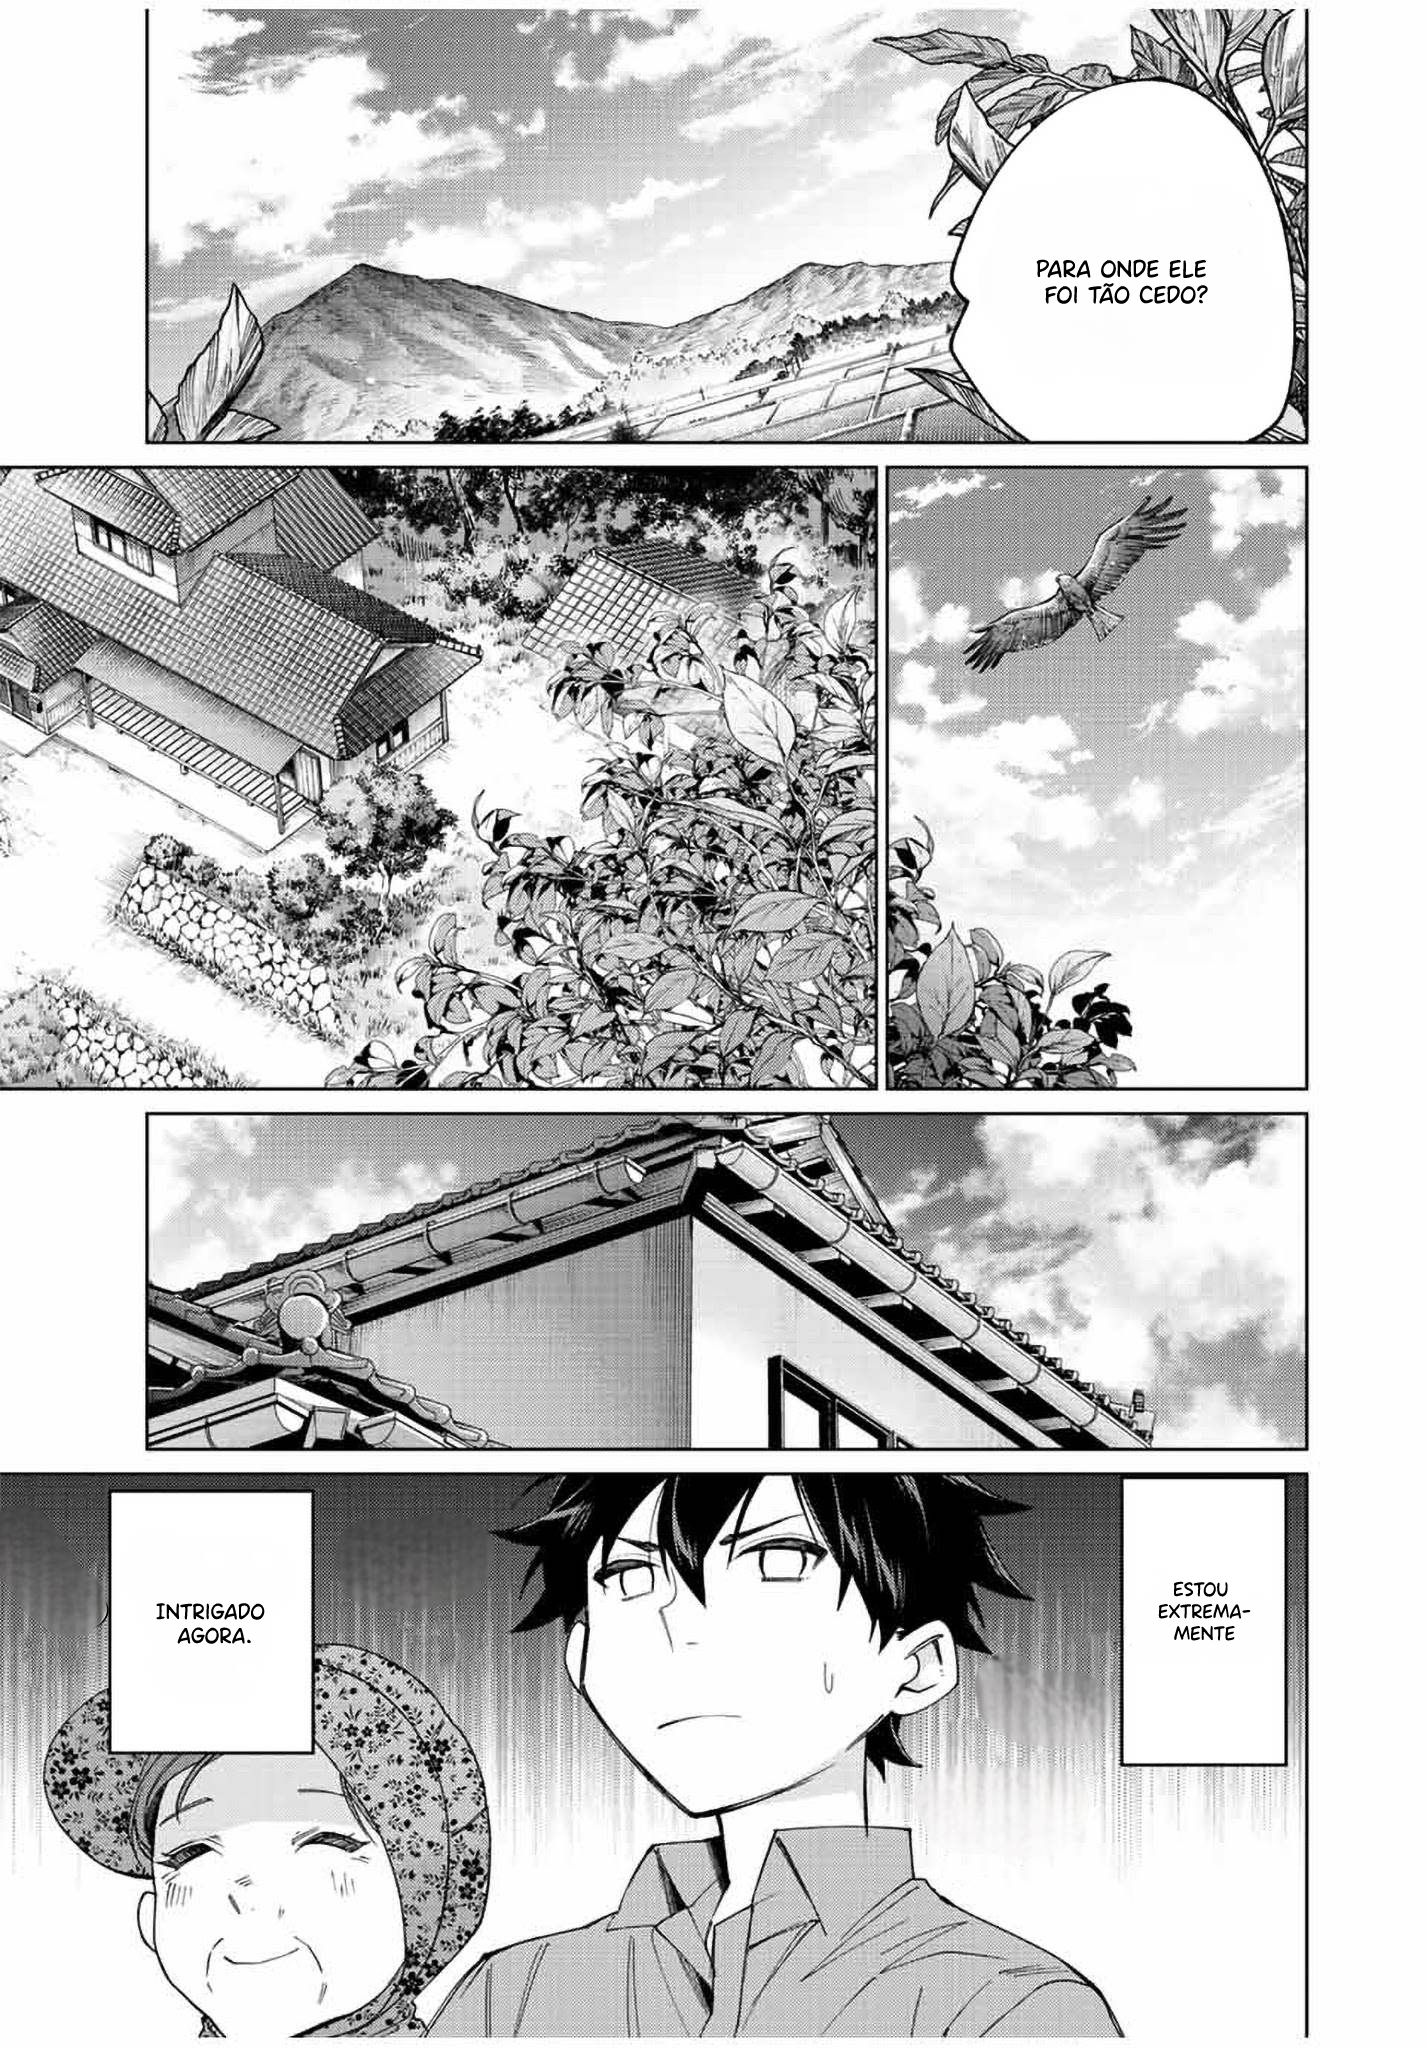 PARA ONDE ELE
FOI TÃO CEDO?
ESTOU
EXTREMA-
MENTE
INTRIGADO
AGORA.